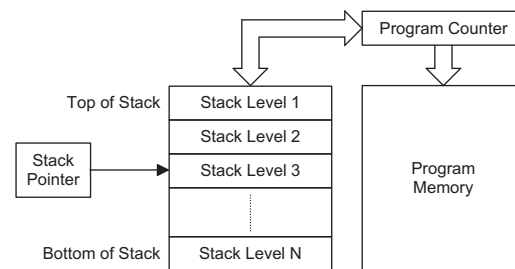 Program Counter
Top of Stack
Stack Level 1
Stack Level 2
Stack
Pointer
Stack Level 3
Program
Memory
Bottom of Stack
Stack Level N